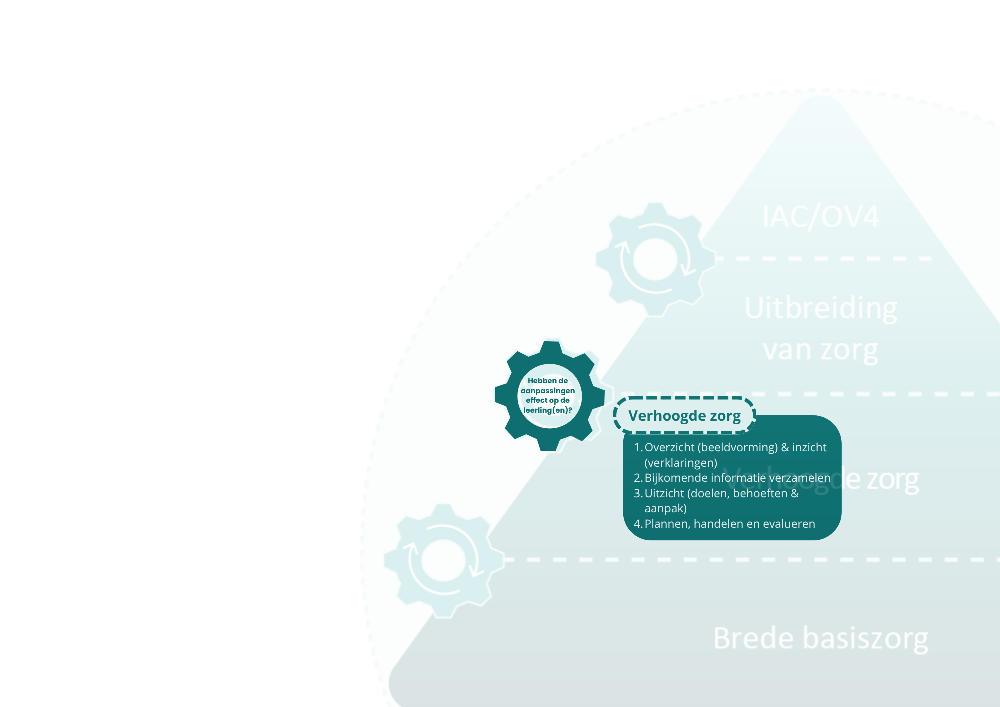 IAC/OV4
Uitbreiding
van zorg
Hebben de
aanpassingen
effect op de
leerling(en)?
Verhoogde zorg
1. Overzicht (beeldvorming) & inzicht
(verklaringen)
2. Bijkomende informatie verzamelen
3. Uitzicht (doelen, behoeften &
aanpak)
4. Plannen, handelen en evalueren
Verhoogde zorg
Brede basiszorg